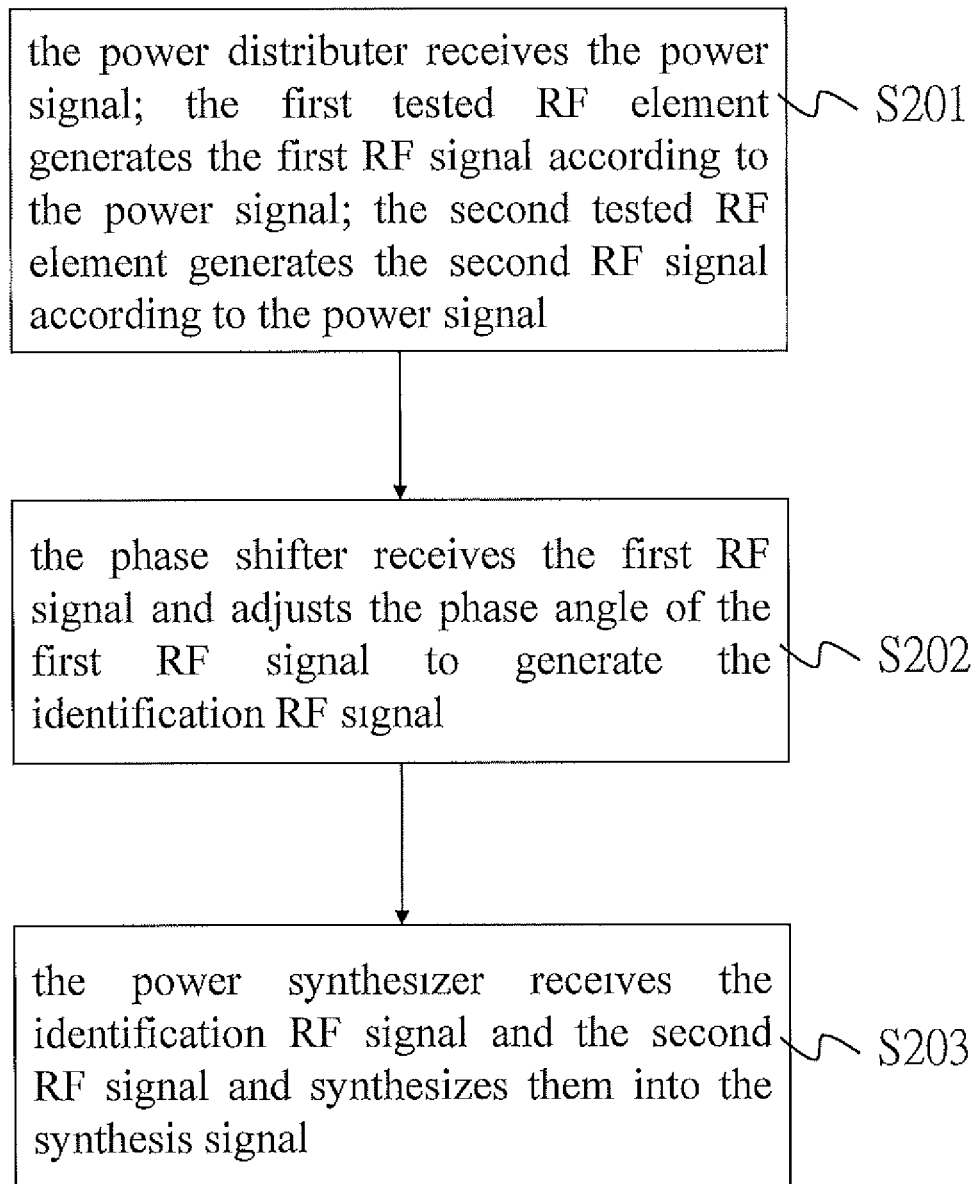 the power distributer receives the power
signal; the first tested RF element
generates the first RF signal according to
the power signal; the second tested RF
element generates the second RF signal
according to the power signal
S201
the phase shifter receives the first RF
signal and adjusts the phase angle of the
first RF signal to generate the
identification RF signal
S202
the power synthesizer receives the
identification RF signal and the second
RF signal and synthesizes them into the
synthesis signal
S203